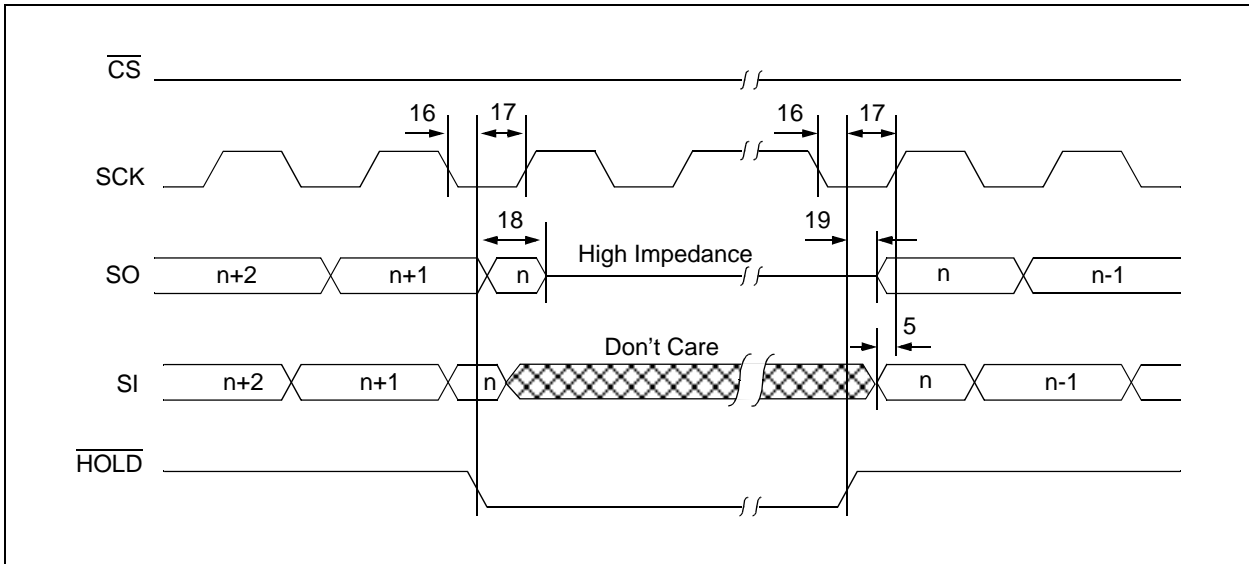 CS
16 17 16 17
SCK
18 19
High Impedance
SO n+2 n+1 n n n-1
5
Don't Care
SI n+2 n+1 n n n-1
HOLD